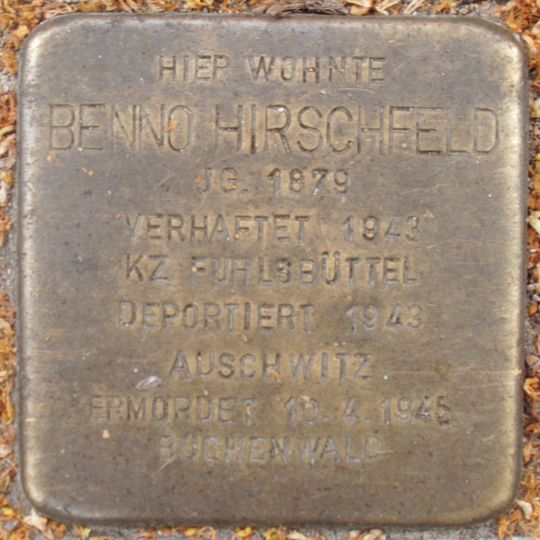 HIER WOHNTE
BENNO HIRSCHFELD
JG. 1879
VERHAFTET 1943
KZ FUHLSBÜTTEL
DEPORTIERT 1943
AUSCHWITZ
ERMORDET 10.4.1945
BUCHENWALD